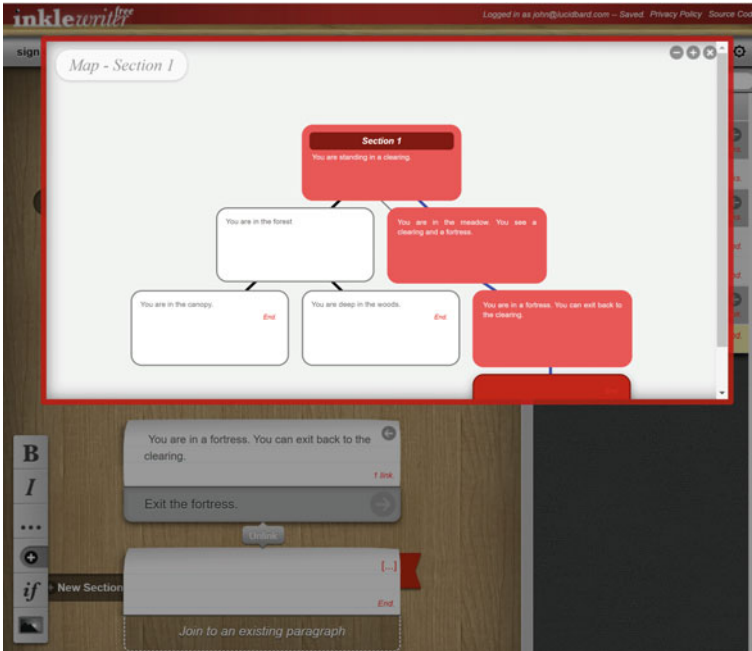 inklewriter free
Logged in as john@lucidbard.com – Saved. Privacy Policy Source Co
sign
Map - Section 1
Section 1
You are standing in a clearing.
You are in the forest
You are in the meadow. You see a
clearing and a fortress.
You are in the canopy.
End.
You are deep in the woods.
End.
You are in a fortress. You can exit back to
the clearing.
You are in a fortress. You can exit back to the
clearing.
1 link.
Exit the fortress.
Unlink
B
I
...
if
+ New Section
[...]
End.
Join to an existing paragraph